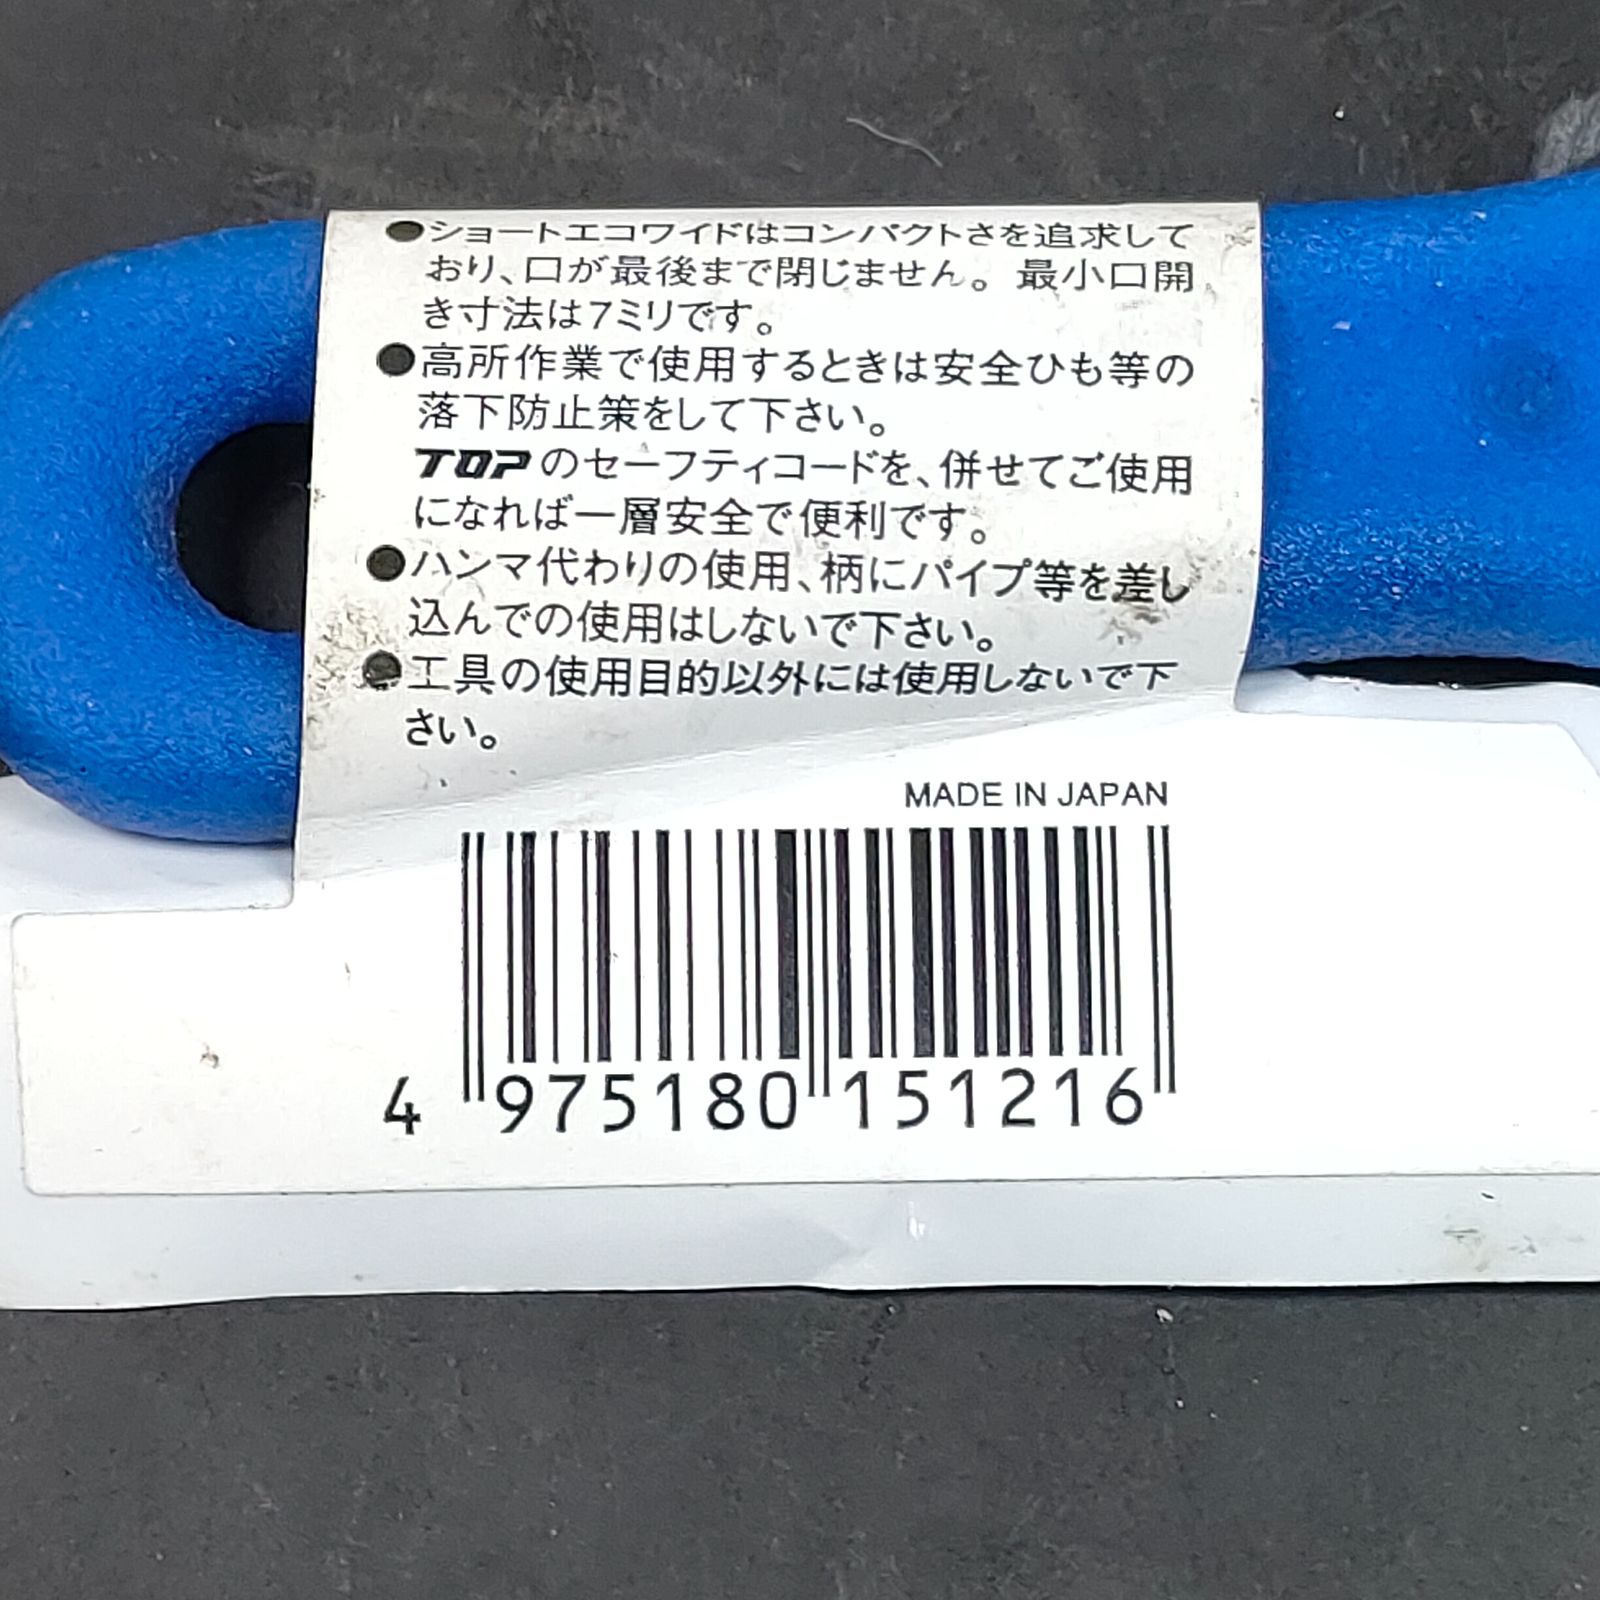 ●ショートエコワイドはコンパクトさを追求して
おり、口が最後まで閉じません。最小口開
き寸法は7ミリです。
●高所作業で使用するときは安全ひも等の
落下防止策をして下さい。
TOPのセーフティコードを、併せてご使用
になれば一層安全で便利です。
●ハンマ代わりの使用、柄にパイプ等を差し
込んでの使用はしないで下さい。
●工具の使用目的以外には使用しないで下
さい。
MADE IN JAPAN
4 975180 151216